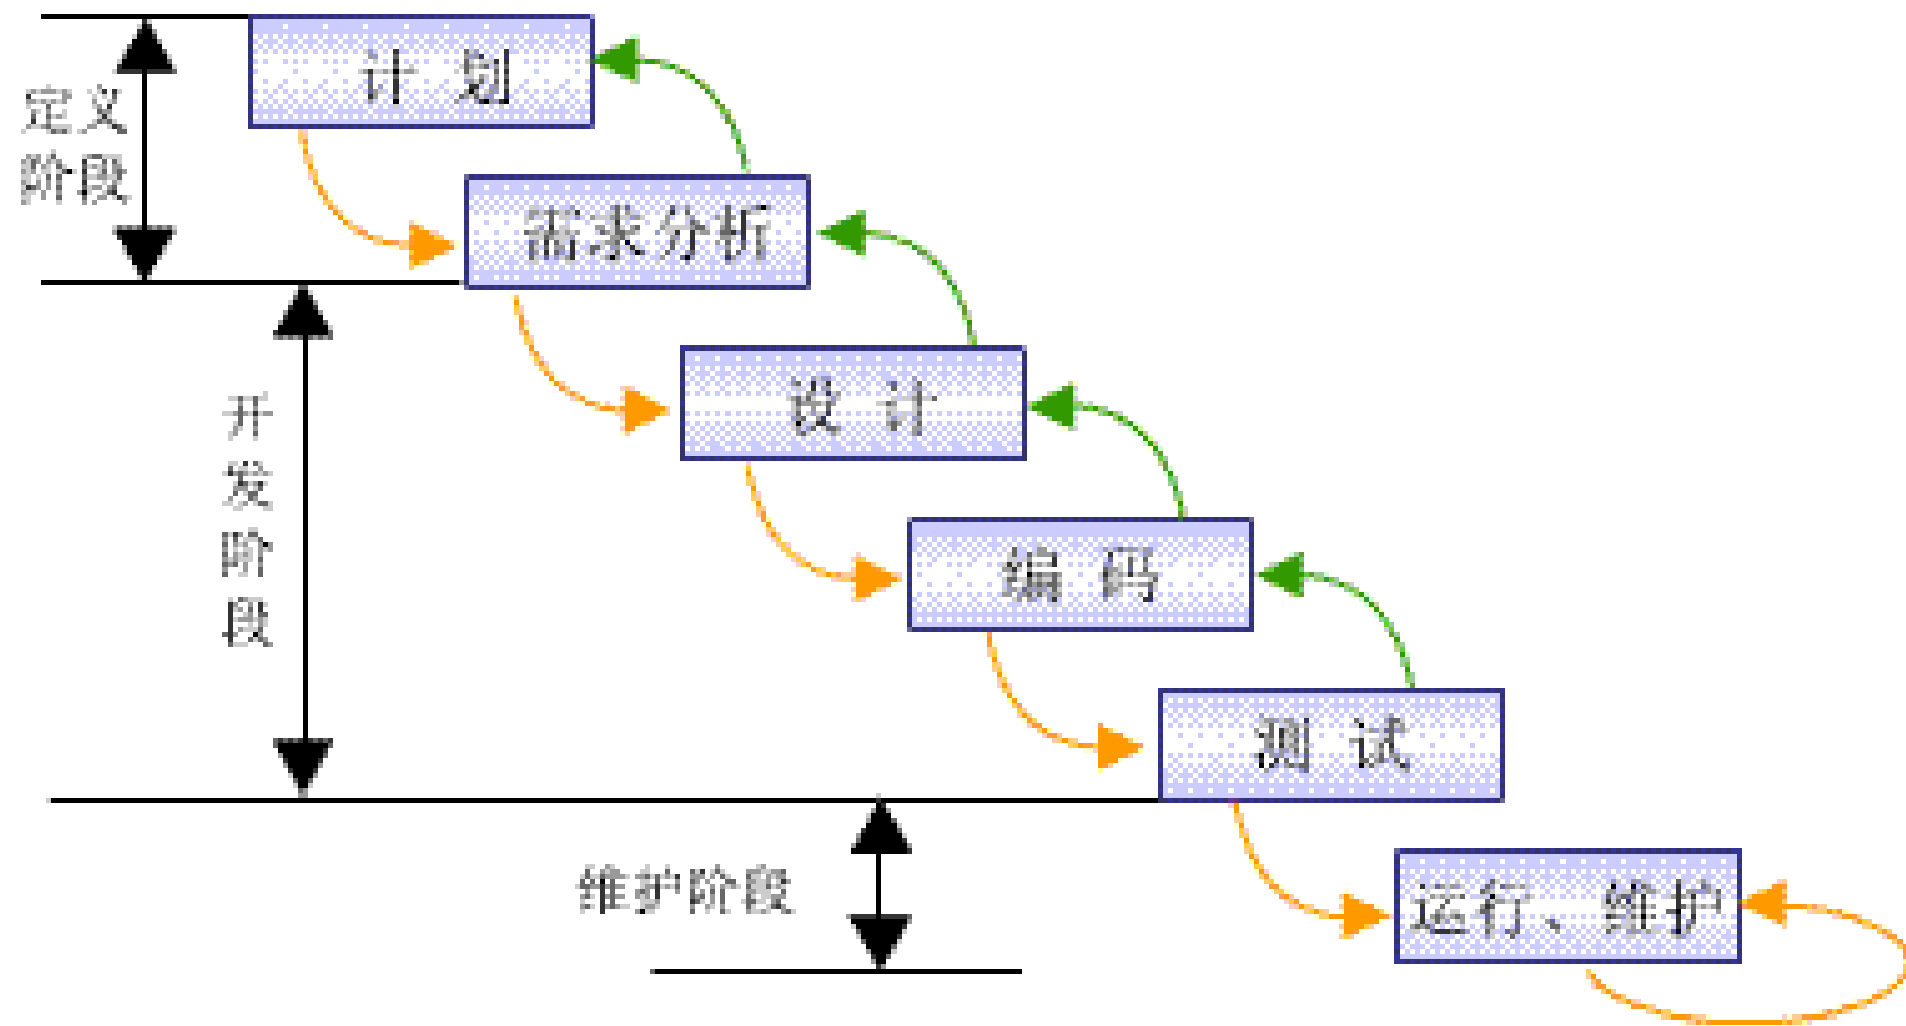 计 划
定义
阶段
需求分析
设 计
开
发
阶
段
编 码
测 试
维护阶段
运行、维护